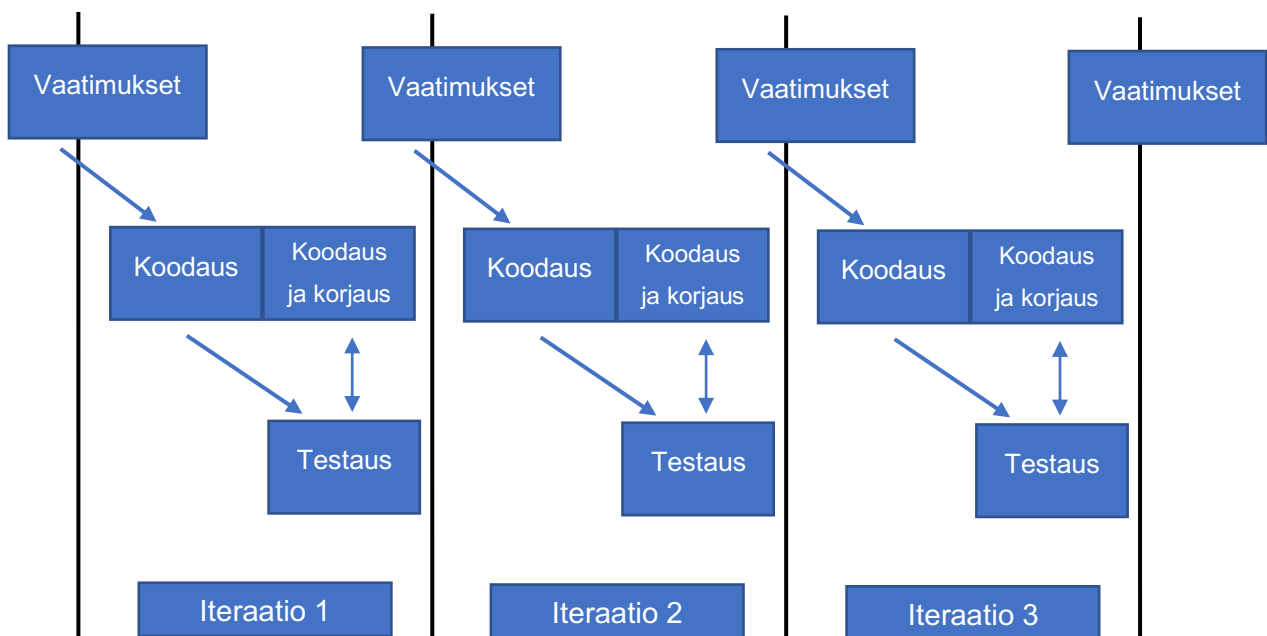 Vaatimukset
Vaatimukset
Vaatimukset
Vaatimukset
Koodaus
Koodaus
ja korjaus
Koodaus
Koodaus
ja korjaus
Koodaus
Koodaus
ja korjaus
Testaus
Testaus
Testaus
Iteraatio 1
Iteraatio 2
Iteraatio 3